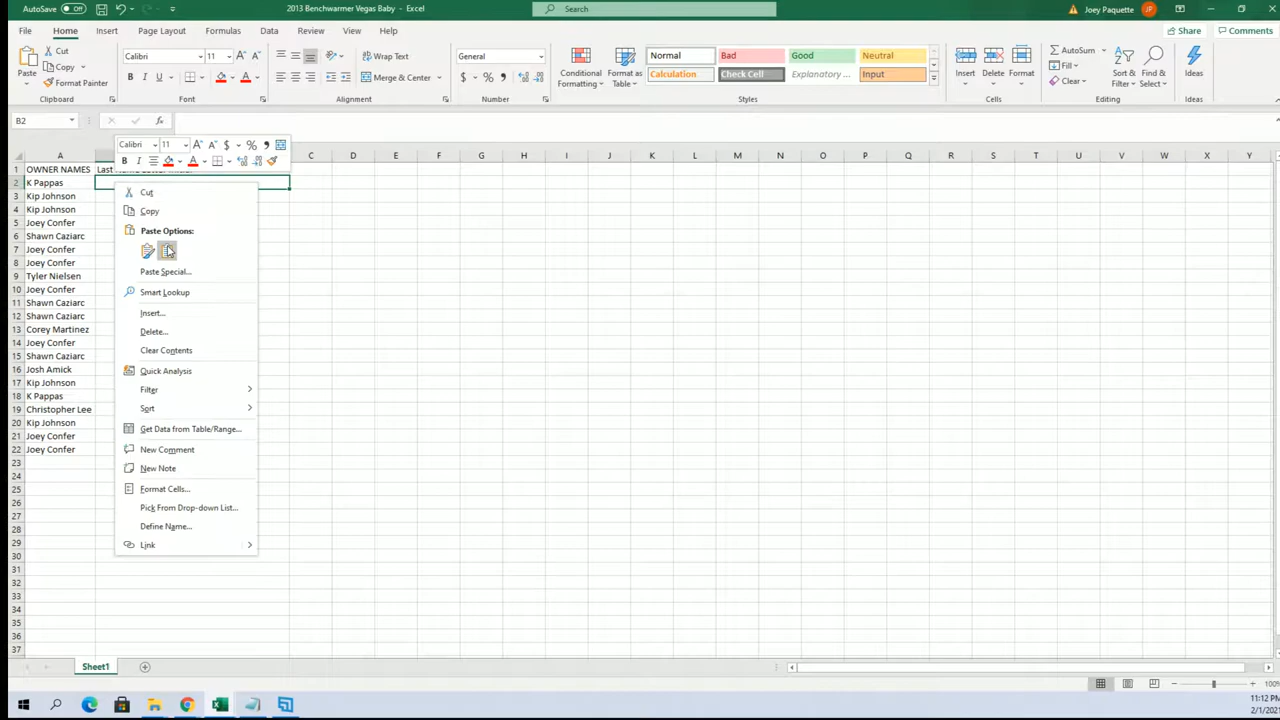 AutoSave Off
2013 Benchwarmer Vegas Baby - Excel
Search
Joey Paquette
JP
File Home Insert Page Layout Formulas Data Review View Help
Share Comments
Paste
Cut
Copy
Calibri 11
B I U
Wrap Text
Merge & Center
General
$ % 9
Conditional Formatting
Format as Table
Normal Bad Good Neutral
Calculation Check Cell Explanatory ... Input
Insert Delete Format
AutoSum
Fill
Clear
Sort & Filter
Find & Select
Ideas
Clipboard Font Alignment Number Styles Cells Editing Ideas
B2
fx
Calibri 11 A A $ % 9
B I
A C D E F G H I J K L M N O P Q R S U V W X Y
1 OWNER NAMES Last
2 K Pappas
3 Kip Johnson
4 Kip Johnson
5 Joey Confer
6 Shawn Caziarc
7 Joey Confer
8 Joey Confer
9 Tyler Nielsen
10 Joey Confer
11 Shawn Caziarc
12 Shawn Caziarc
13 Corey Martinez
14 Joey Confer
15 Shawn Caziarc
16 Josh Amick
17 Kip Johnson
18 K Pappas
19 Christopher Lee
20 Kip Johnson
21 Joey Confer
22 Joey Confer
23
24
25
26
27
28
29
30
31
32
33
34
35
36
37
Cut
Copy
Paste Options:
Paste Special...
Smart Lookup
Insert...
Delete...
Clear Contents
Quick Analysis
Filter
Sort
Get Data from Table/Range...
New Comment
New Note
Format Cells...
Pick From Drop-down List...
Define Name...
Link
Sheet1
100%
11:12 PM
2/1/202